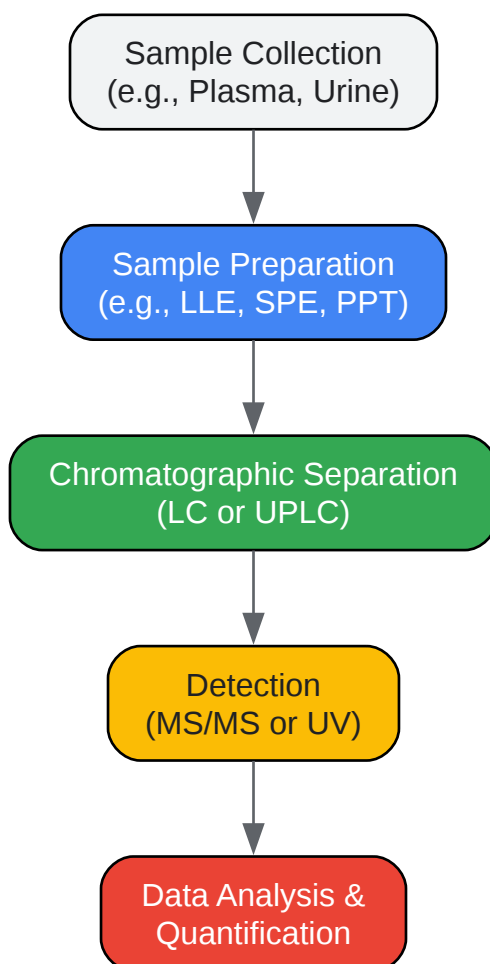 Sample Collection
(e.g., Plasma, Urine)
Sample Preparation
(e.g., LLE, SPE, PPT)
Chromatographic Separation
(LC or UPLC)
Detection
(MS/MS or UV)
Data Analysis &
Quantification